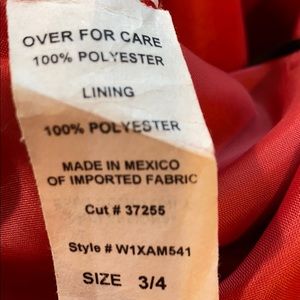 OVER FOR CARE
100% POLYESTER
LINING
100% POLYESTER
MADE IN MEXICO
OF IMPORTED FABRIC
Cut # 37255
Style # W1XAM541
SIZE 3/4